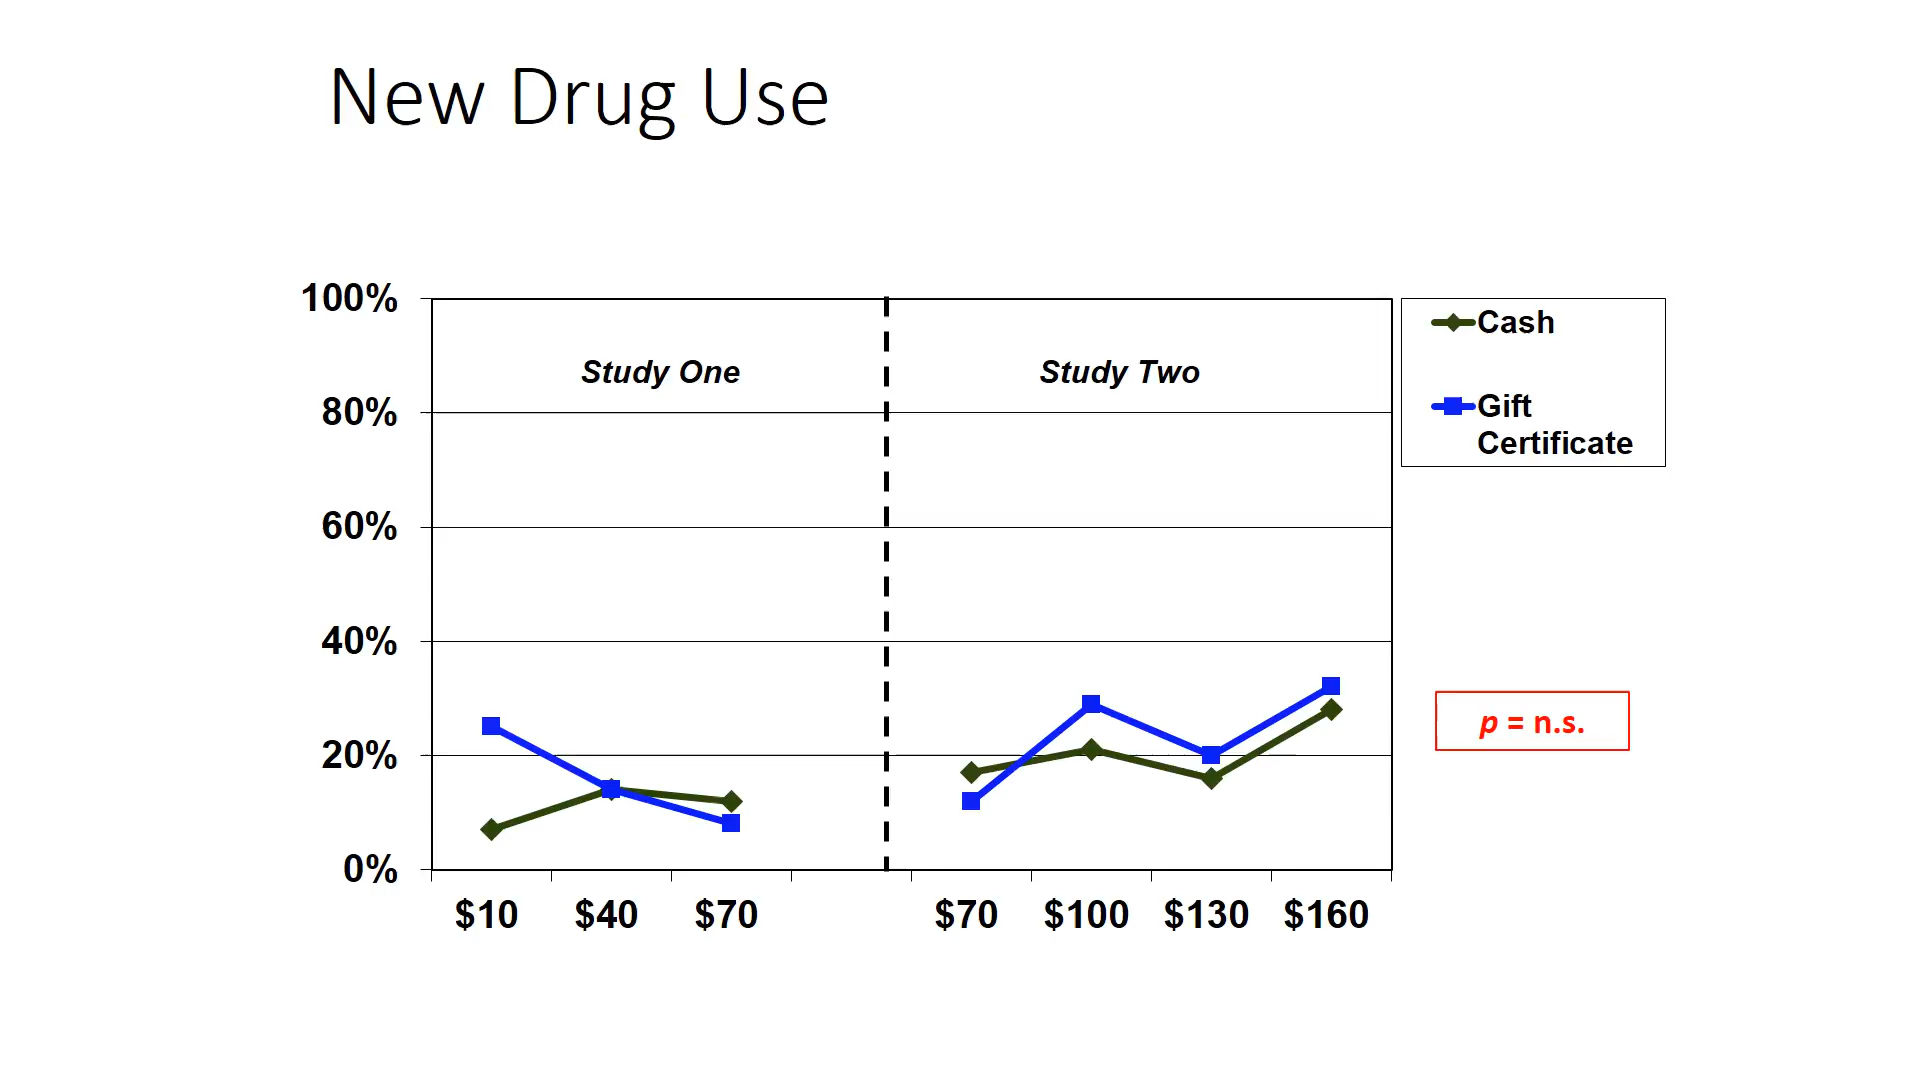 New Drug Use
100%
80%
60%
40%
20%
0%
Study One
Study Two
$10 $40 $70 $70 $100 $130 $160
Cash
Gift
Certificate
p = n.s.